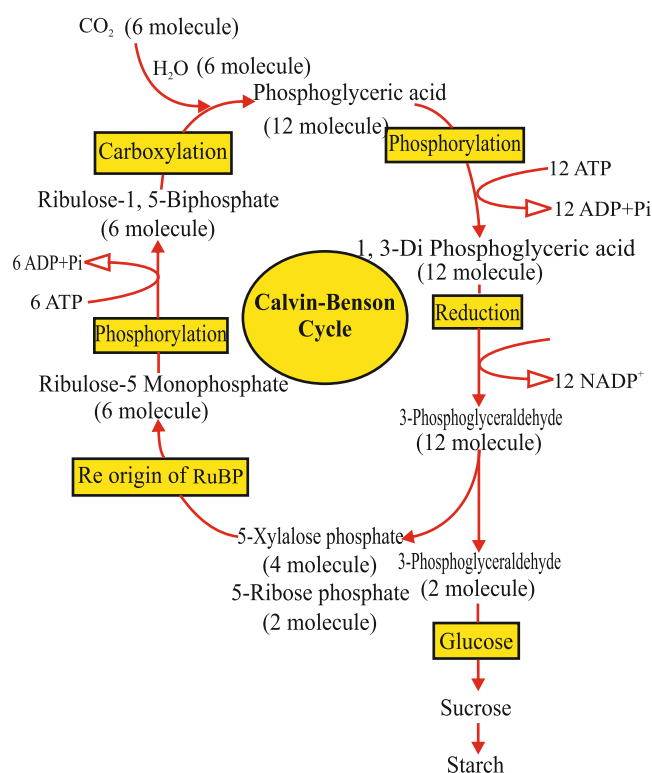 CO₂ (6 molecule)
H₂O (6 molecule)
Phosphoglyceric acid
(12 molecule)
Carboxylation
Phosphorylation
12 ATP
12 ADP+Pi
Ribulose-1, 5-Biphosphate
(6 molecule)
1, 3-Di Phosphoglyceric acid
(12 molecule)
6 ADP+Pi
6 ATP
Calvin-Benson
Cycle
Reduction
Phosphorylation
12 NADP⁺
Ribulose-5 Monophosphate
(6 molecule)
3-Phosphoglyceraldehyde
(12 molecule)
Re origin of RuBP
5-Xylalose phosphate
(4 molecule)
5-Ribose phosphate
(2 molecule)
3-Phosphoglyceraldehyde
(2 molecule)
Glucose
Sucrose
Starch